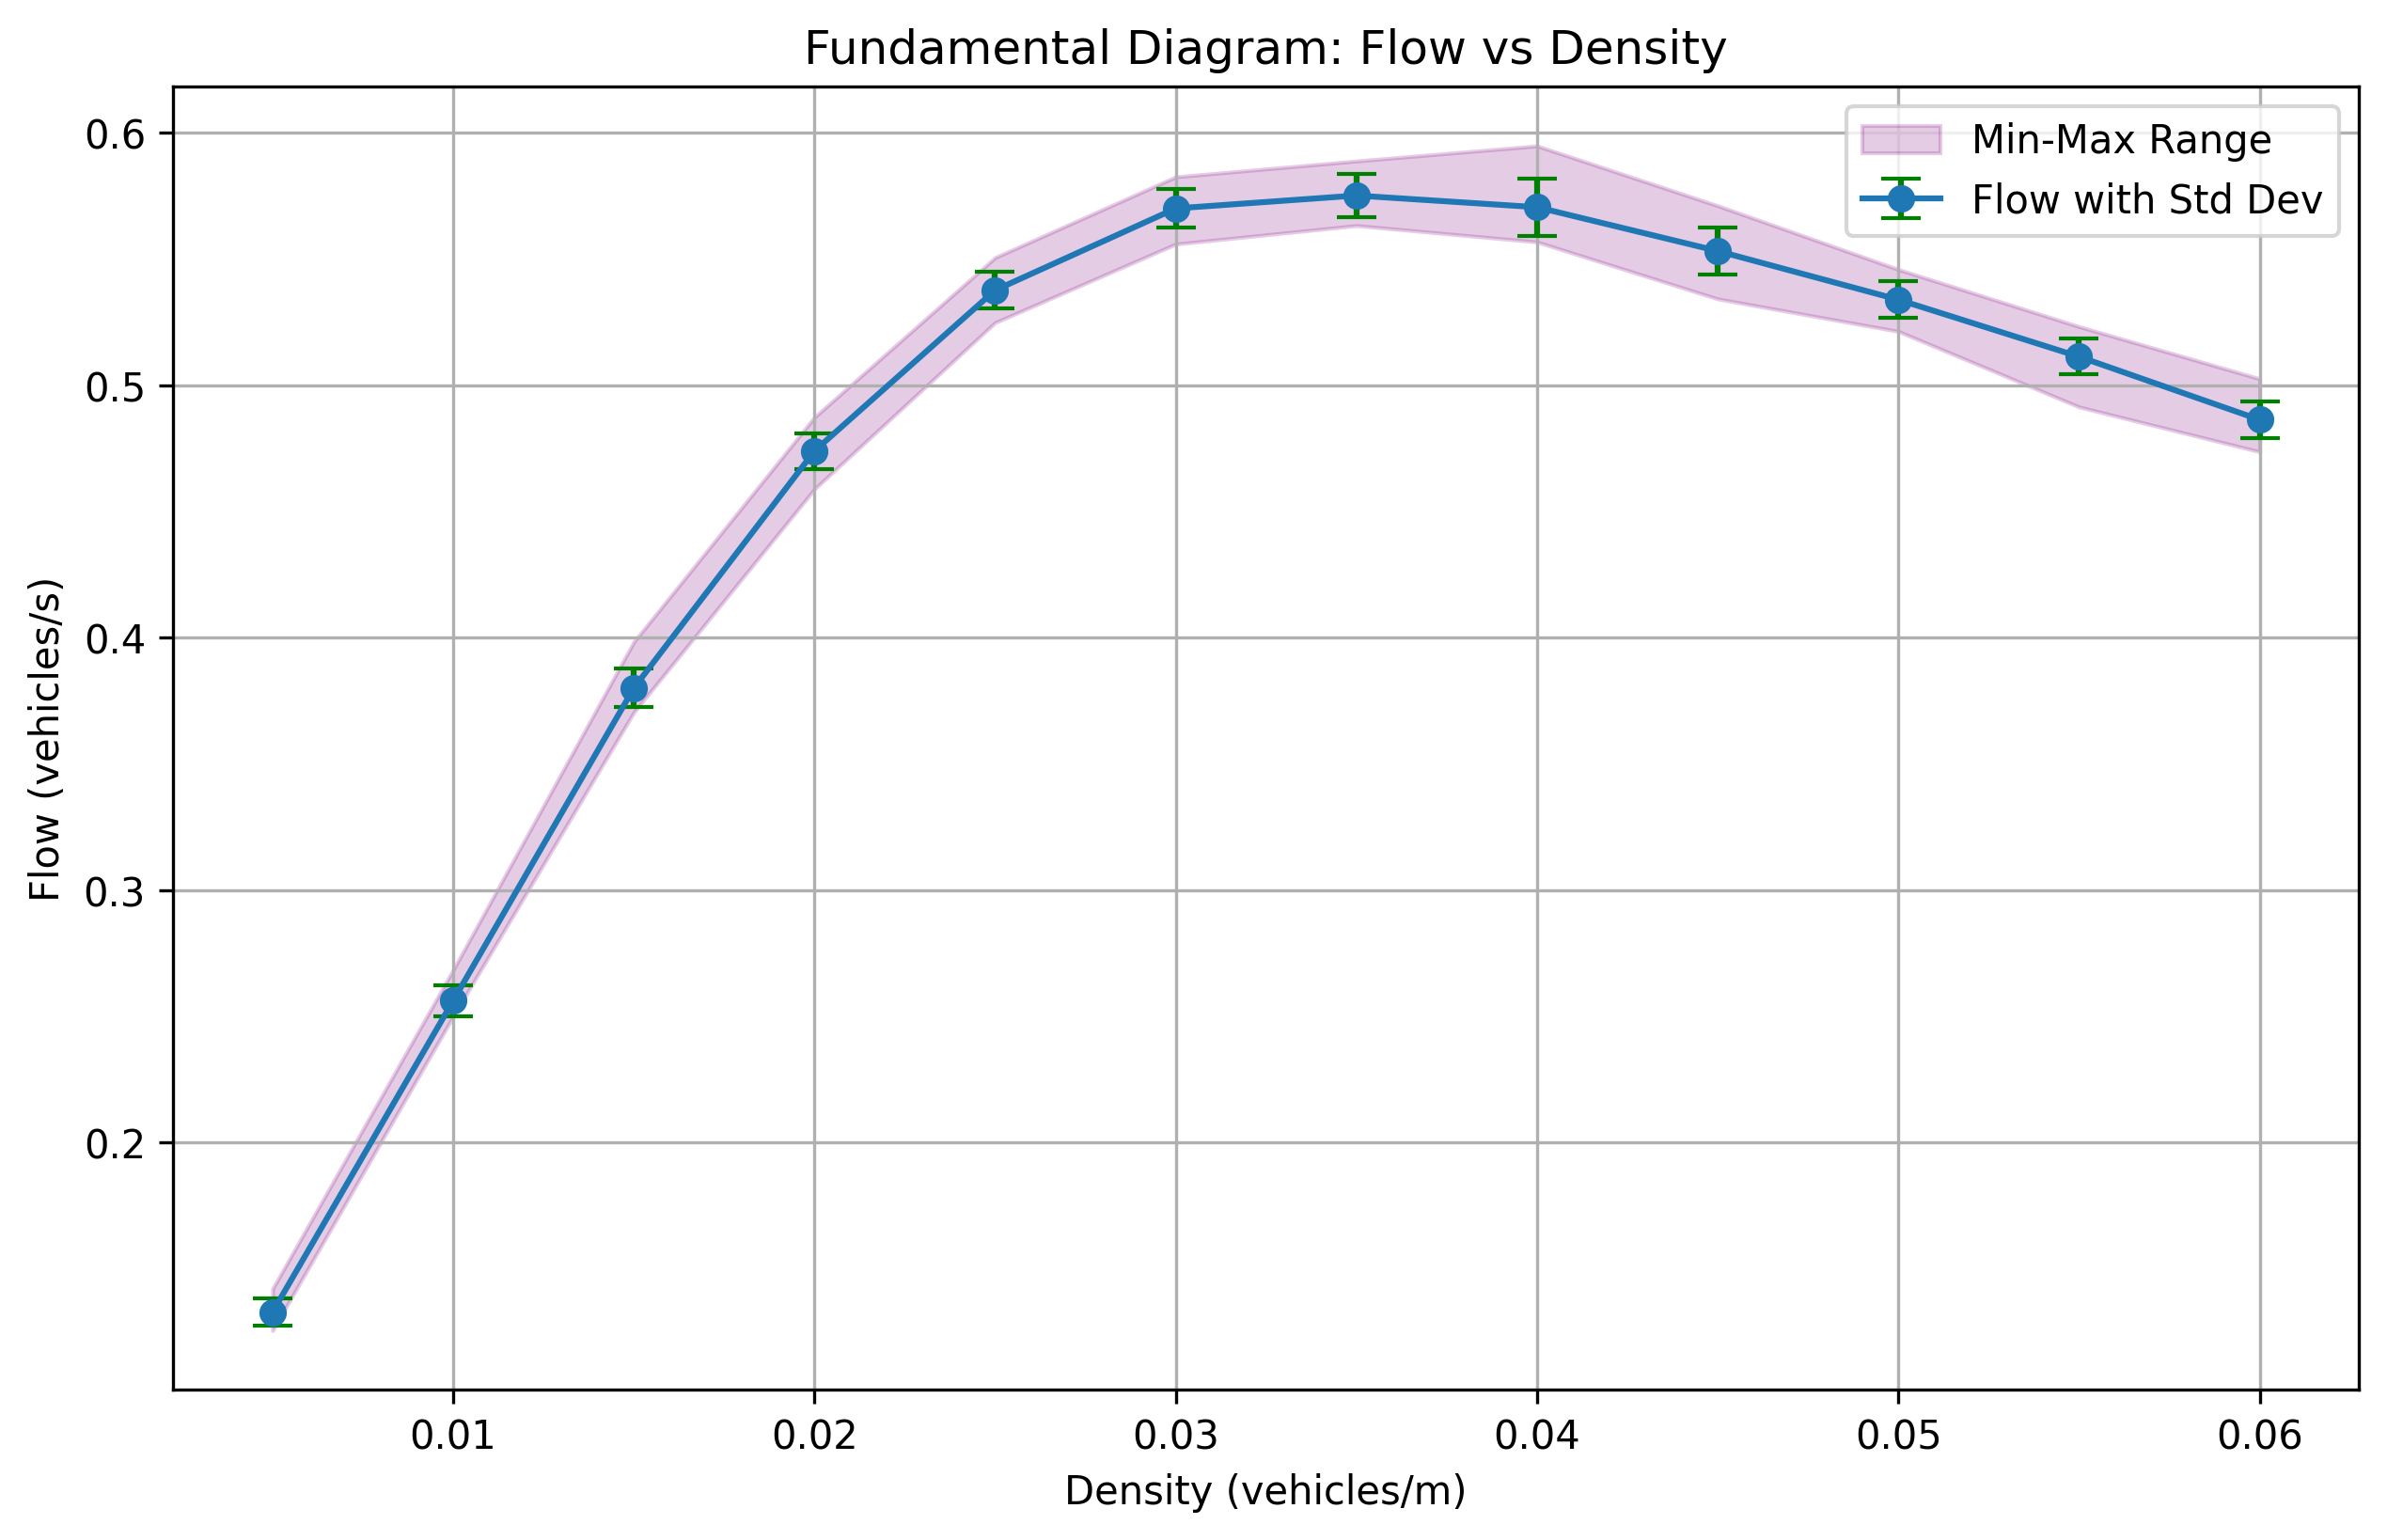 Fundamental Diagram: Flow vs Density
Min-Max Range
Flow with Std Dev
Flow (vehicles/s)
0.6
0.5
0.4
0.3
0.2
0.01
0.02
0.03
0.04
0.05
0.06
Density (vehicles/m)